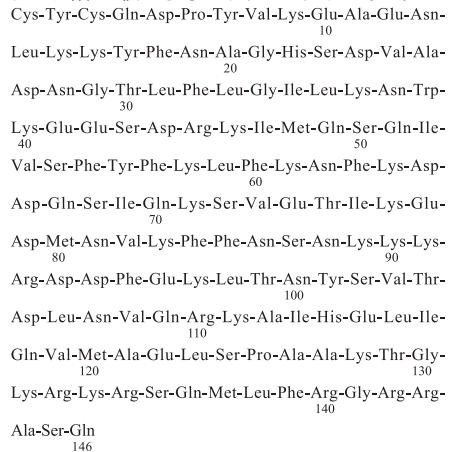 Cys-Tyr-Cys-Gln-Asp-Pro-Tyr-Val-Lys-Glu-Ala-Glu-Asn-
10
Leu-Lys-Lys-Tyr-Phe-Asn-Ala-Gly-His-Ser-Asp-Val-Ala-
20
Asp-Asn-Gly-Thr-Leu-Phe-Leu-Gly-Ile-Leu-Lys-Asn-Trp-
30
Lys-Glu-Glu-Ser-Asp-Arg-Lys-Ile-Met-Gln-Ser-Gln-Ile-
40 50
Val-Ser-Phe-Tyr-Phe-Lys-Leu-Phe-Lys-Asn-Phe-Lys-Asp-
60
Asp-Gln-Ser-Ile-Gln-Lys-Ser-Val-Glu-Thr-Ile-Lys-Glu-
70
Asp-Met-Asn-Val-Lys-Phe-Phe-Asn-Ser-Asn-Lys-Lys-Lys-
80 90
Arg-Asp-Asp-Phe-Glu-Lys-Leu-Thr-Asn-Tyr-Ser-Val-Thr-
100
Asp-Leu-Asn-Val-Gln-Arg-Lys-Ala-Ile-His-Glu-Leu-Ile-
110
Gln-Val-Met-Ala-Glu-Leu-Ser-Pro-Ala-Ala-Lys-Thr-Gly-
120 130
Lys-Arg-Lys-Arg-Ser-Gln-Met-Leu-Phe-Arg-Gly-Arg-Arg-
140
Ala-Ser-Gln
146